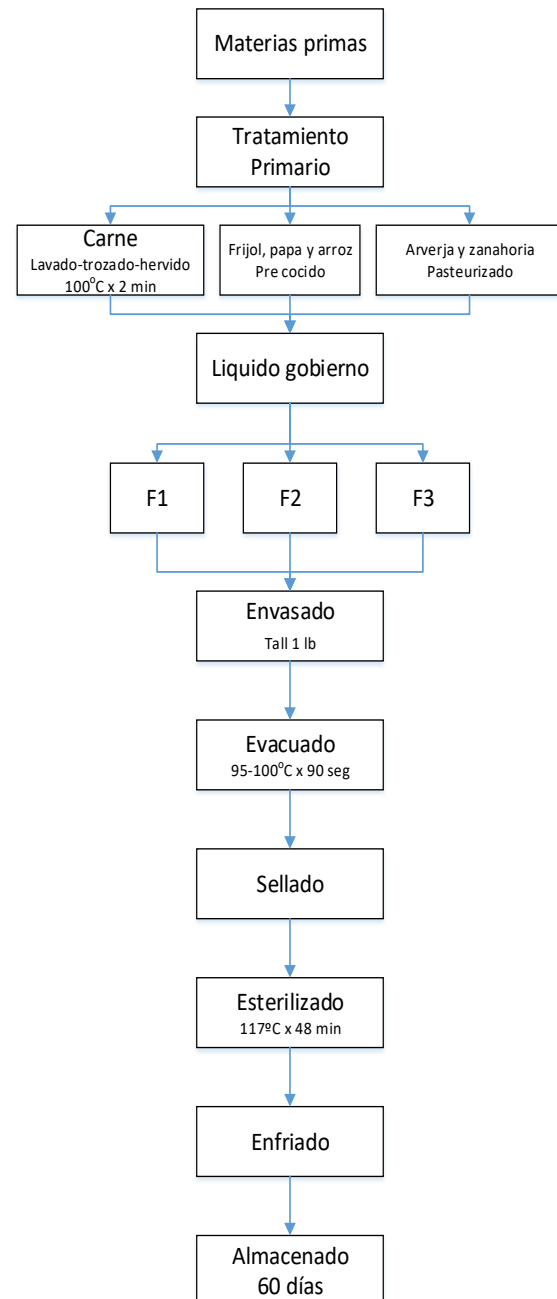 Materias primas
Tratamiento
Primario
Carne
Lavado-trozado-hervido
100°C x 2 min
Frijol, papa y arroz
Pre cocido
Arverja y zanahoria
Pasteurizado
Liquido gobierno
F1
F2
F3
Envasado
Tall 1 lb
Evacuado
95-100°C x 90 seg
Sellado
Esterilizado
117ºC x 48 min
Enfriado
Almacenado
60 días